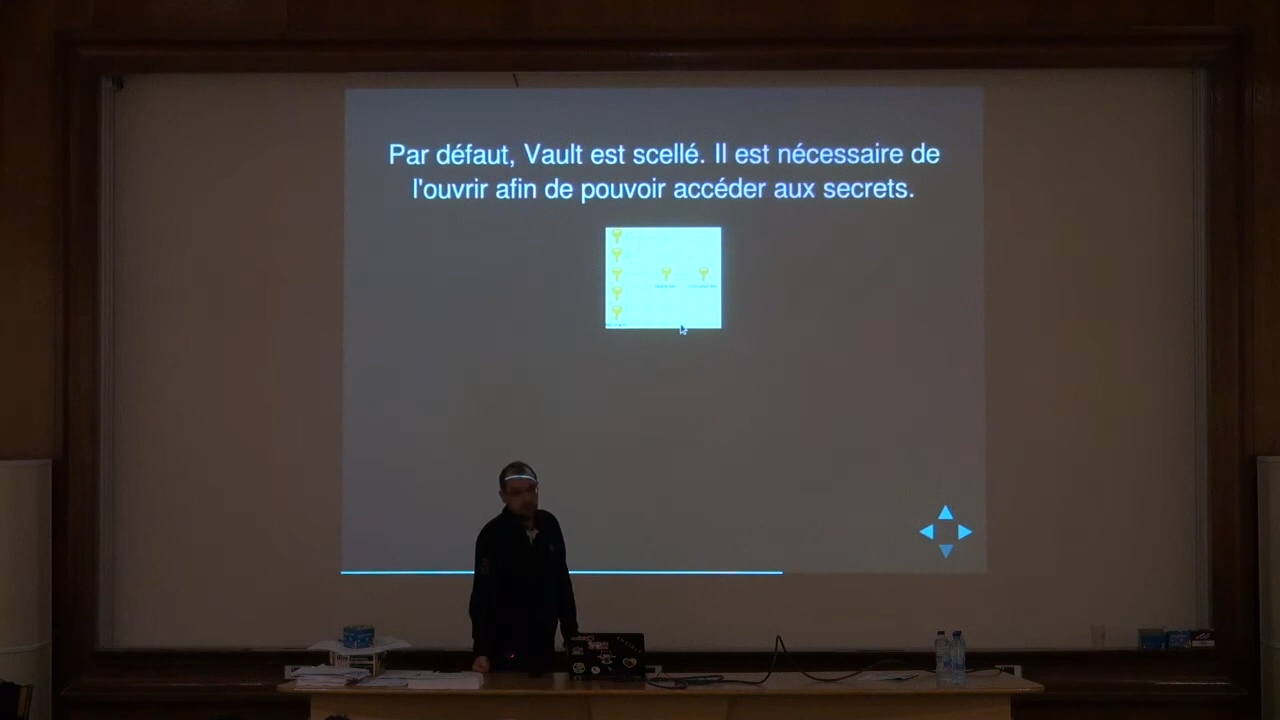 Par défaut, Vault est scellé. Il est nécessaire de
l'ouvrir afin de pouvoir accéder aux secrets.